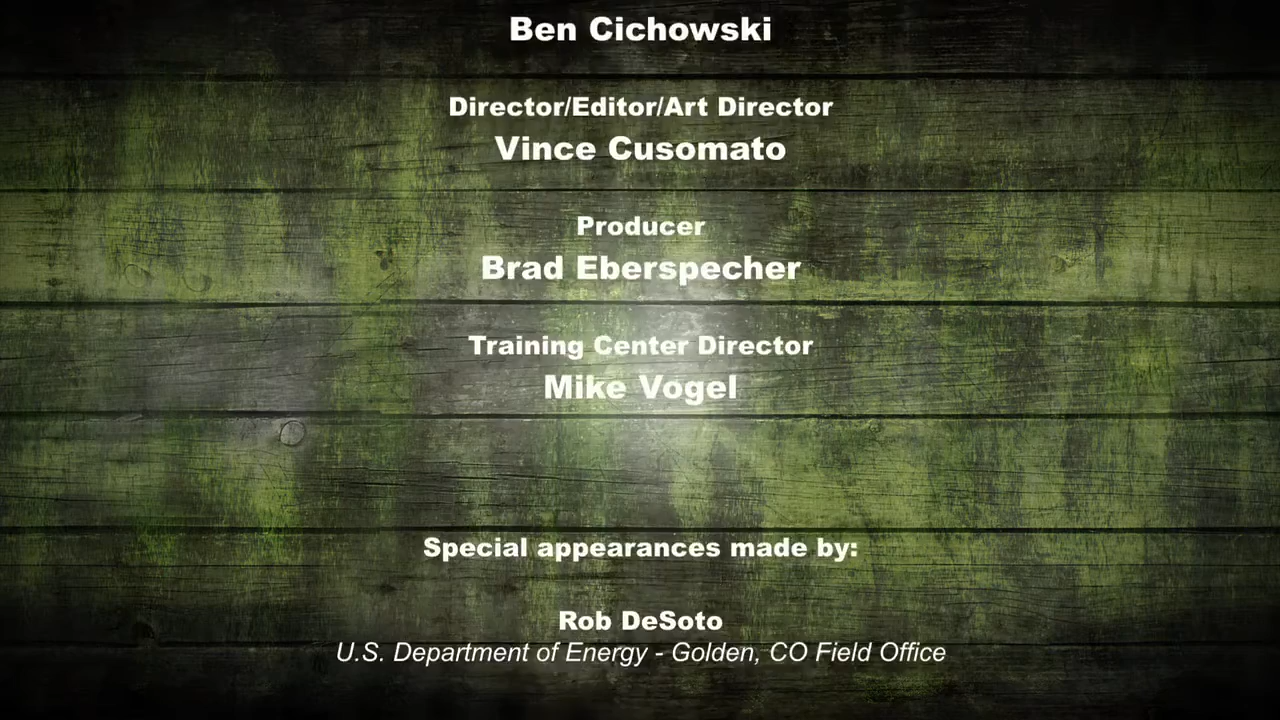 Ben Cichowski
Director/Editor/Art Director
Vince Cusomato
Producer
Brad Eberspecher
Training Center Director
Mike Vogel
Special appearances made by:
Rob DeSoto
U.S. Department of Energy - Golden, CO Field Office